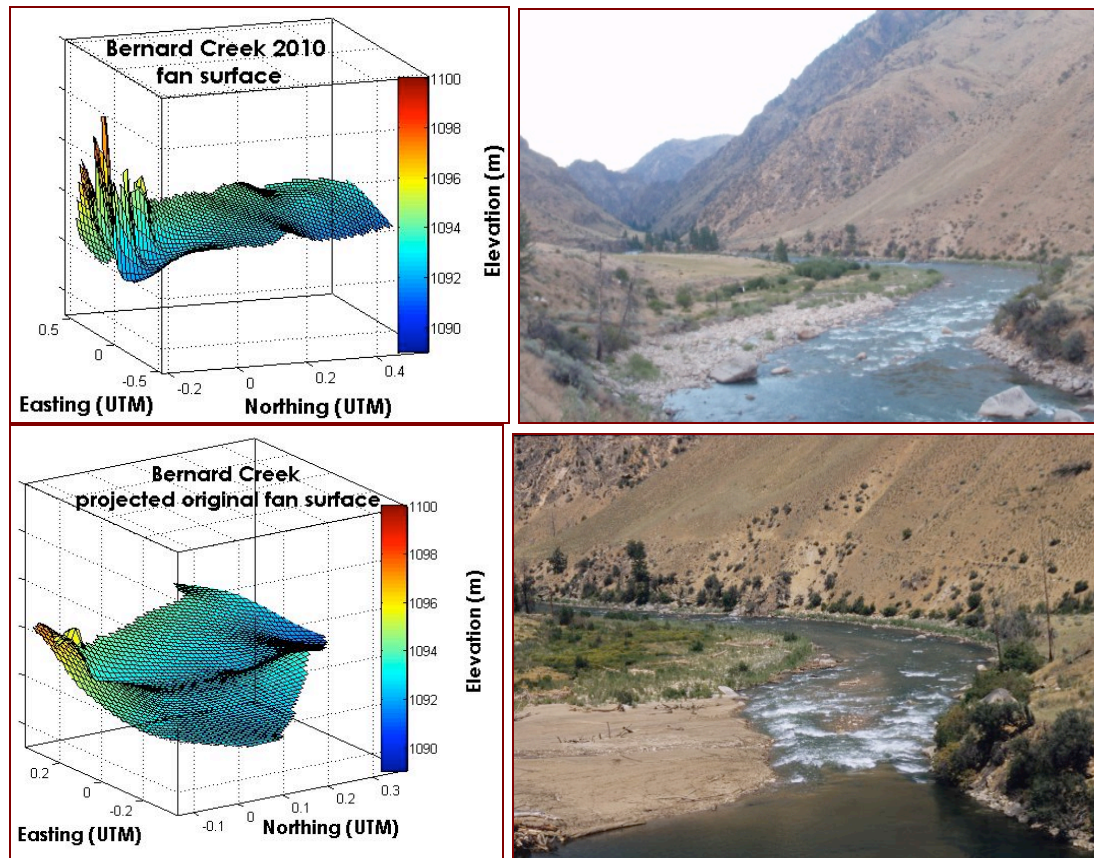 Bernard Creek 2010
fan surface
1100
1098
1096
1094
1092
1090
Elevation (m)
0.5
0
-0.5
-0.2
0
0.2
0.4
Easting (UTM)
Northing (UTM)
Bernard Creek
projected original fan surface
1100
1098
1096
1094
1092
1090
Elevation (m)
0.2
0
-0.2
-0.1
0
0.1
0.2
0.3
Easting (UTM)
Northing (UTM)